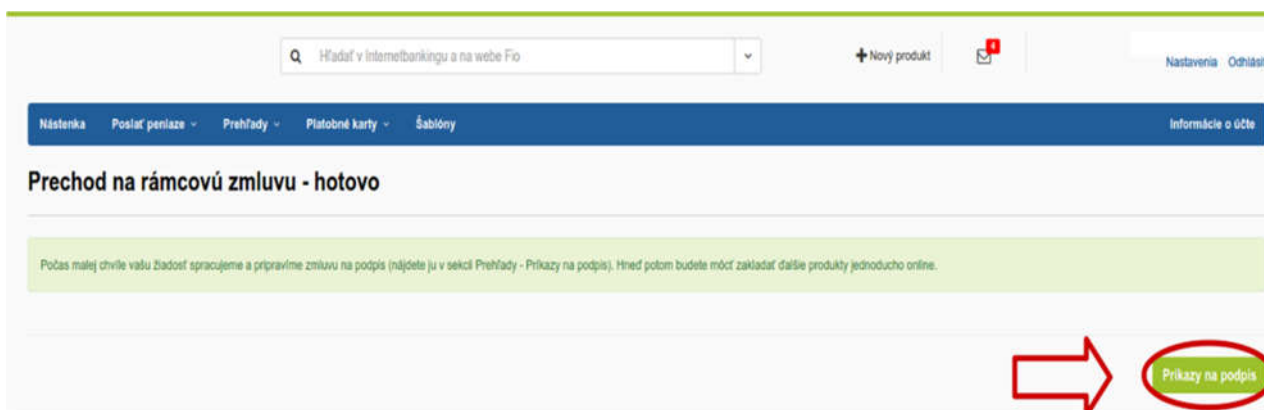 Hľadať v Internetbankingu a na webe Fio
Nový produkt
4
Nastavenia Odhlásiť
Nástenka Poslať peniaze Prehľady Platobné karty Šablóny Informácie o účte
Prechod na rámcovú zmluvu - hotovo
Počas malej chvíle vašu žiadosť spracujeme a pripravíme zmluvu na podpis (nájdete ju v sekcii Prehľady - Príkazy na podpis). Hneď potom budete môcť zakladať ďalšie produkty jednoducho online.
Príkazy na podpis